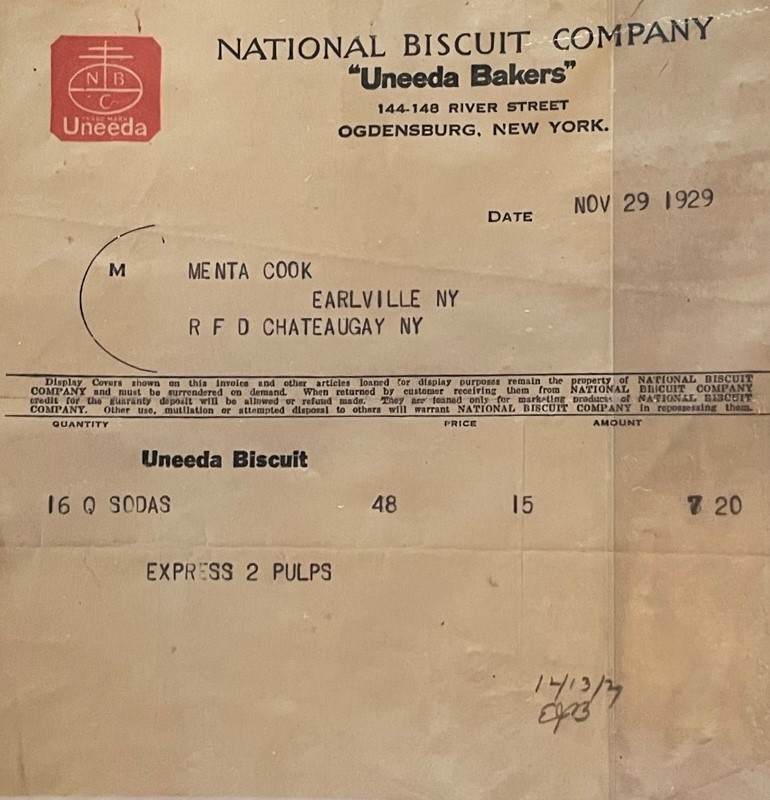 N B
C
TRADE MARK
Uneeda
NATIONAL BISCUIT COMPANY
"Uneeda Bakers"
144-148 RIVER STREET
OGDENSBURG, NEW YORK.
DATE NOV 29 1929
M MENTA COOK
EARLVILLE NY
R F D CHATEAUGAY NY
Display Covers shown on this invoice and other articles loaned for display purposes remain the property of NATIONAL BISCUIT
COMPANY and must be surrendered on demand. When returned by customer receiving them from NATIONAL BISCUIT COMPANY
credit for the guaranty deposit will be allowed or refund made. They are loaned only for marketing products of NATIONAL BISCUIT
COMPANY. Other use, mutilation or attempted disposal to others will warrant NATIONAL BISCUIT COMPANY in repossessing them.
QUANTITY PRICE AMOUNT
Uneeda Biscuit
16 Q SODAS 48 15 7 20
EXPRESS 2 PULPS